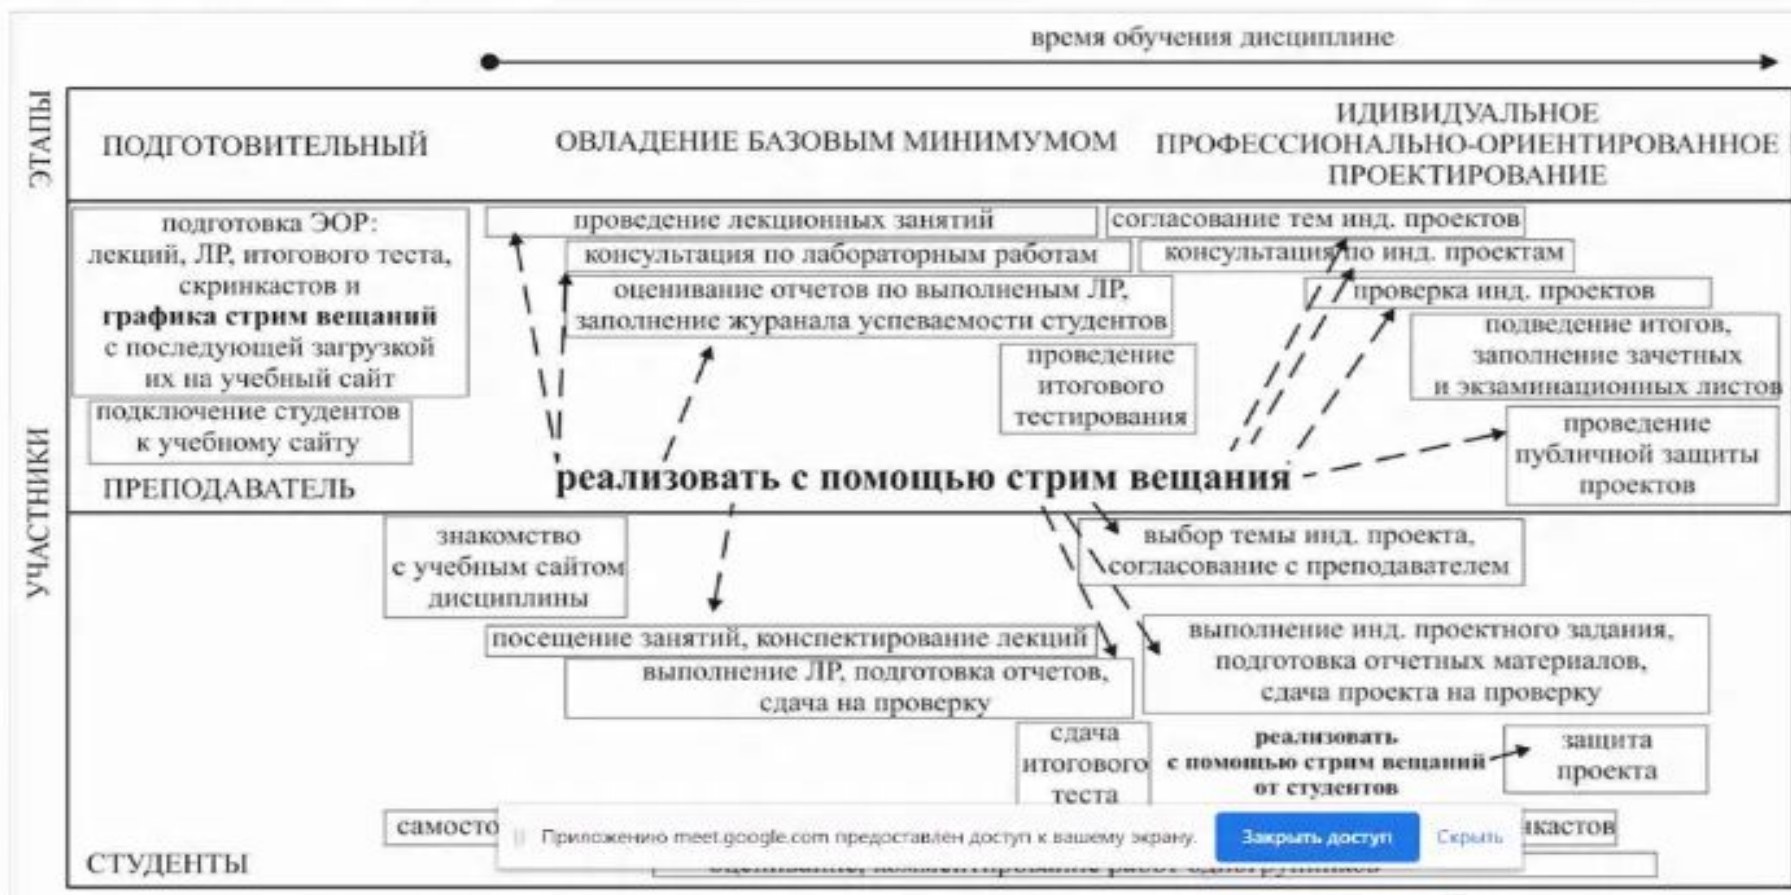 время обучения дисциплине
ЭТАПЫ
ПОДГОТОВИТЕЛЬНЫЙ
ОВЛАДЕНИЕ БАЗОВЫМ МИНИМУМОМ
ИДИВИДУАЛЬНОЕ
ПРОФЕССИОНАЛЬНО-ОРИЕНТИРОВАННОЕ
ПРОЕКТИРОВАНИЕ
УЧАСТНИКИ
подготовка ЭОР:
лекций, ЛР, итогового теста,
скринкастов и
графика стрим вещаний
с последующей загрузкой
их на учебный сайт
подключение студентов
к учебному сайту
ПРЕПОДАВАТЕЛЬ
проведение лекционных занятий
консультация по лабораторным работам
оценивание отчетов по выполненым ЛР,
заполнение журанала успеваемости студентов
проведение
итогового
тестирования
согласование тем инд. проектов
консультация по инд. проектам
проверка инд. проектов
подведение итогов,
заполнение зачетных
и экзаминационных листов
проведение
публичной защиты
проектов
реализовать с помощью стрим вещания
знакомство
с учебным сайтом
дисциплины
посещение занятий, конспектирование лекций
выполнение ЛР, подготовка отчетов,
сдача на проверку
сдача
итогового
теста
выбор темы инд. проекта,
согласование с преподавателем
выполнение инд. проектного задания,
подготовка отчетных материалов,
сдача проекта на проверку
реализовать
с помощью стрим вещаний
от студентов
защита
проекта
самосто
нкастов
Приложению meet.google.com предоставлен доступ к вашему экрану.
Закрыть доступ
Скрыть
СТУДЕНТЫ